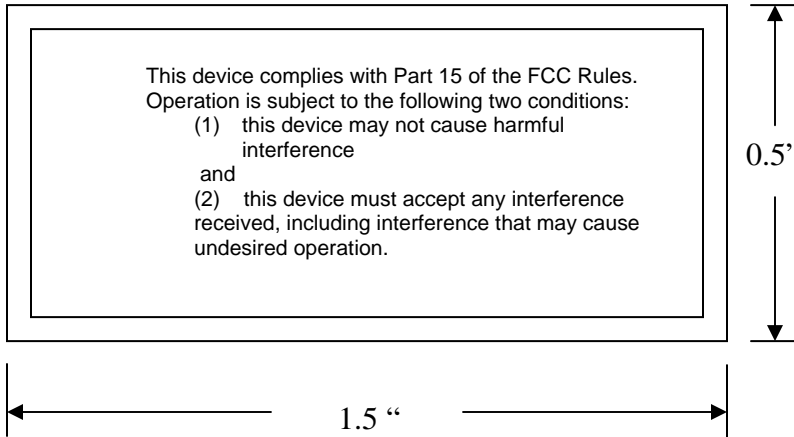 This device complies with Part 15 of the FCC Rules.
Operation is subject to the following two conditions:
(1) this device may not cause harmful
interference
and
(2) this device must accept any interference
received, including interference that may cause
undesired operation.
0.5’
1.5 “